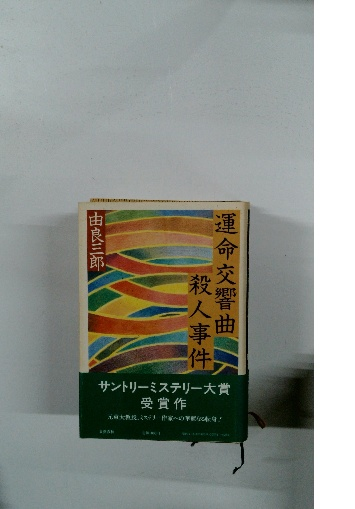 運命交響曲
殺人事件
由良三郎
サントリーミステリー大賞
受賞作